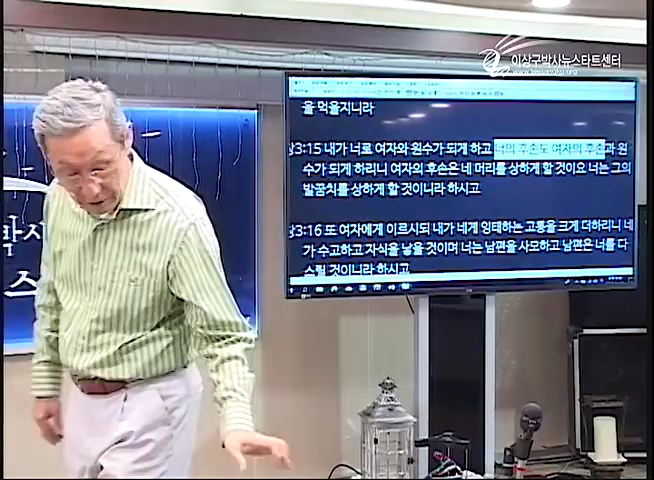 이상구박사뉴스타트센터
을 먹을지니라
3:15 내가 너로 여자와 원수가 되게 하고 너의 후손도 여자의 후손과 원
수가 되게 하리니 여자의 후손은 네 머리를 상하게 할 것이요 너는 그의
발꿈치를 상하게 할 것이니라 하시고
3:16 또 여자에게 이르시되 내가 네게 잉태하는 고통을 크게 더하리니 네
가 수고하고 자식을 낳을 것이며 너는 남편을 사모하고 남편은 너를 다
스릴 것이니라 하시고